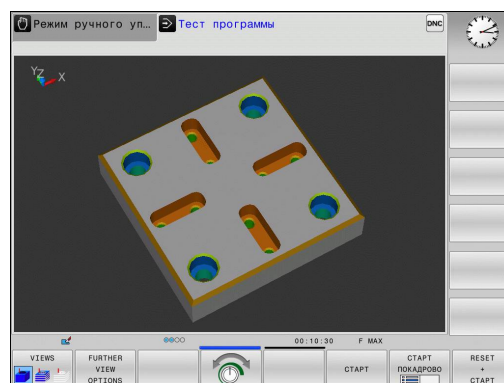 Режим ручного уп…
Тест программы
DNC
YZ X
00:10:30 F MAX
VIEWS
FURTHER VIEW OPTIONS
СТАРТ
СТАРТ ПОКАДРОВО
RESET + СТАРТ